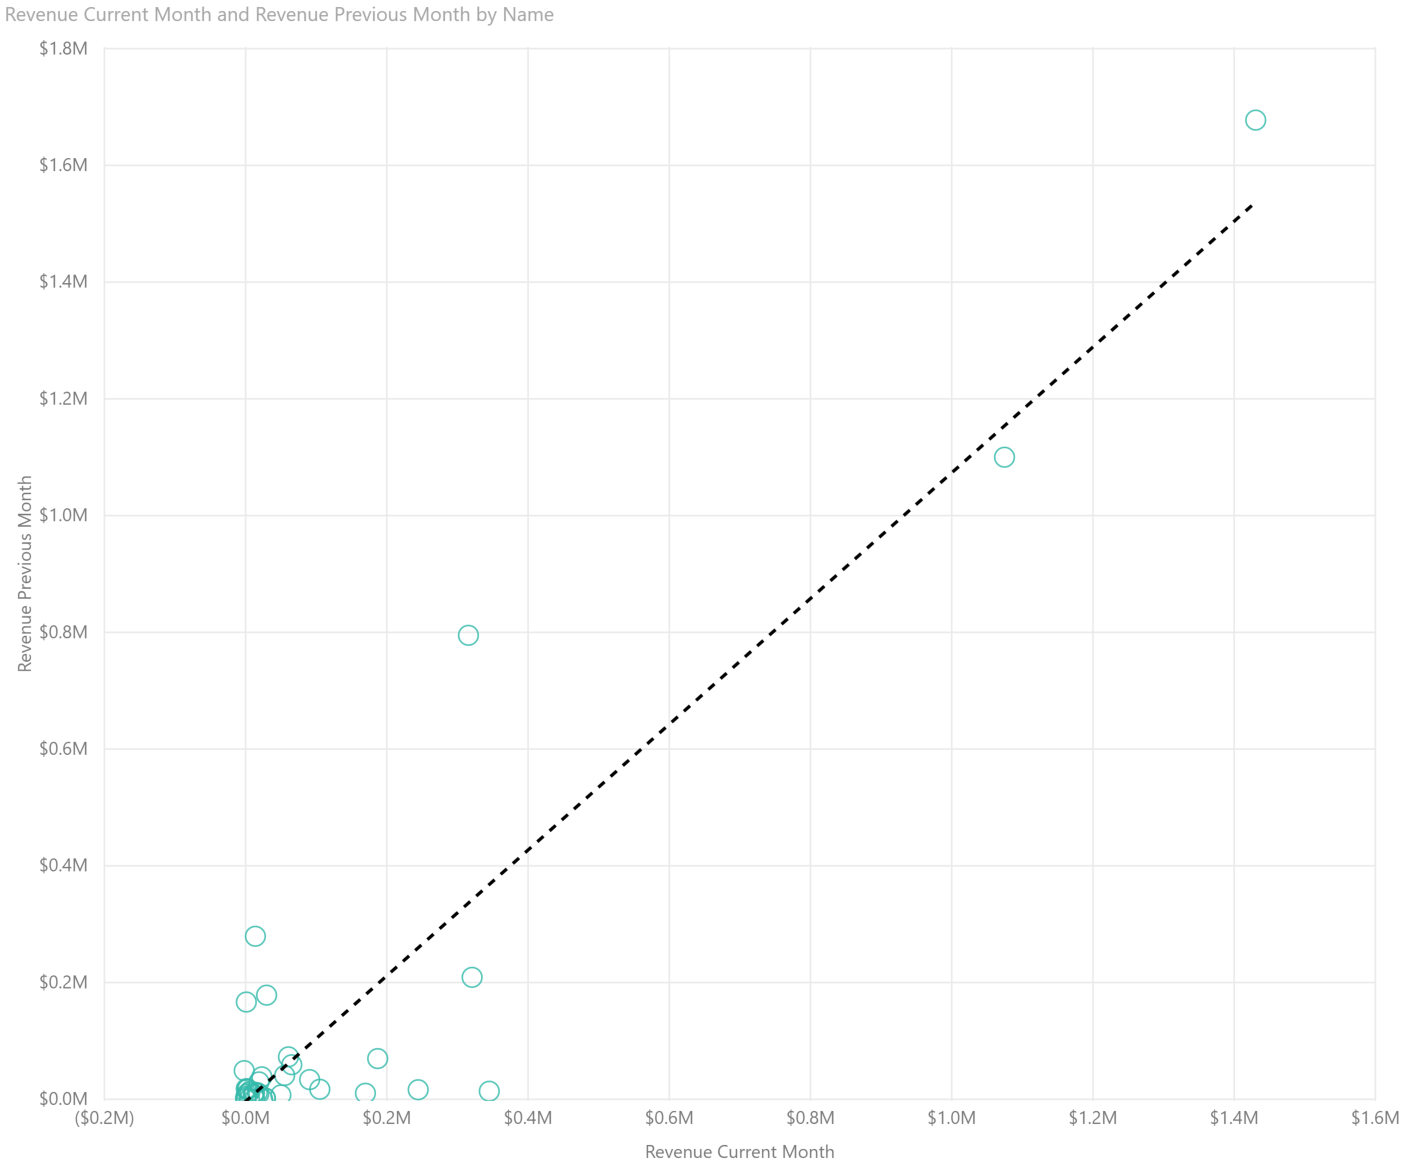 Revenue Current Month and Revenue Previous Month by Name
$1.8M
$1.6M
$1.4M
$1.2M
$1.0M
$0.8M
$0.6M
$0.4M
$0.2M
$0.0M
Revenue Previous Month
($0.2M) $0.0M $0.2M $0.4M $0.6M $0.8M $1.0M $1.2M $1.4M $1.6M
Revenue Current Month